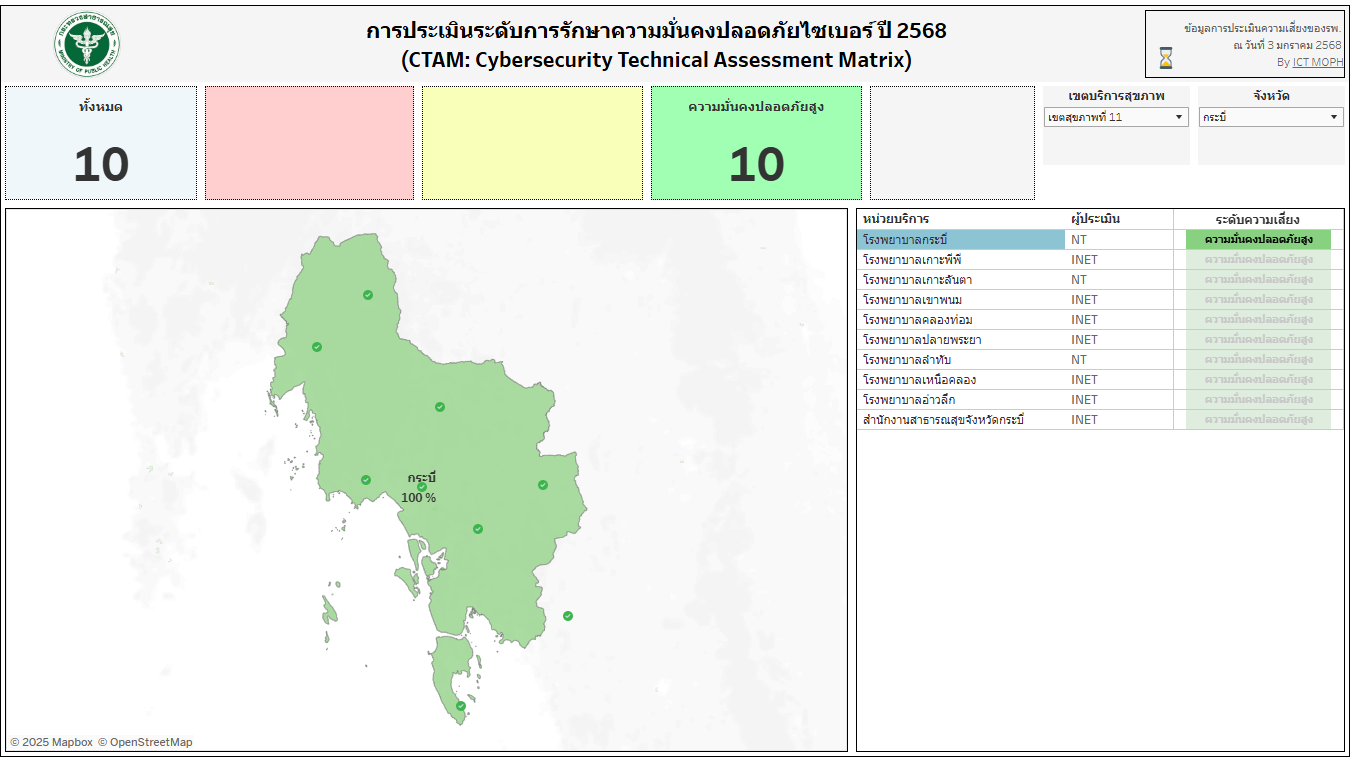 กระทรวงสาธารณสุข
MINISTRY OF PUBLIC HEALTH
การประเมินระดับการรักษาความมั่นคงปลอดภัยไซเบอร์ ปี 2568
(CTAM: Cybersecurity Technical Assessment Matrix)
ข้อมูลการประเมินความเสี่ยงของรพ.
ณ วันที่ 3 มกราคม 2568
By ICT MOPH
ทั้งหมด
10
ความมั่นคงปลอดภัยสูง
10
เขตบริการสุขภาพ
เขตสุขภาพที่ 11
จังหวัด
กระบี่
กระบี่
100 %
© 2025 Mapbox © OpenStreetMap
หน่วยบริการ ผู้ประเมิน ระดับความเสี่ยง
โรงพยาบาลกระบี่ NT ความมั่นคงปลอดภัยสูง
โรงพยาบาลเกาะพีพี INET ความมั่นคงปลอดภัยสูง
โรงพยาบาลเกาะลันตา NT ความมั่นคงปลอดภัยสูง
โรงพยาบาลเขาพนม INET ความมั่นคงปลอดภัยสูง
โรงพยาบาลคลองท่อม INET ความมั่นคงปลอดภัยสูง
โรงพยาบาลปลายพระยา INET ความมั่นคงปลอดภัยสูง
โรงพยาบาลลำทับ NT ความมั่นคงปลอดภัยสูง
โรงพยาบาลเหนือคลอง INET ความมั่นคงปลอดภัยสูง
โรงพยาบาลอ่าวลึก INET ความมั่นคงปลอดภัยสูง
สำนักงานสาธารณสุขจังหวัดกระบี่ INET ความมั่นคงปลอดภัยสูง